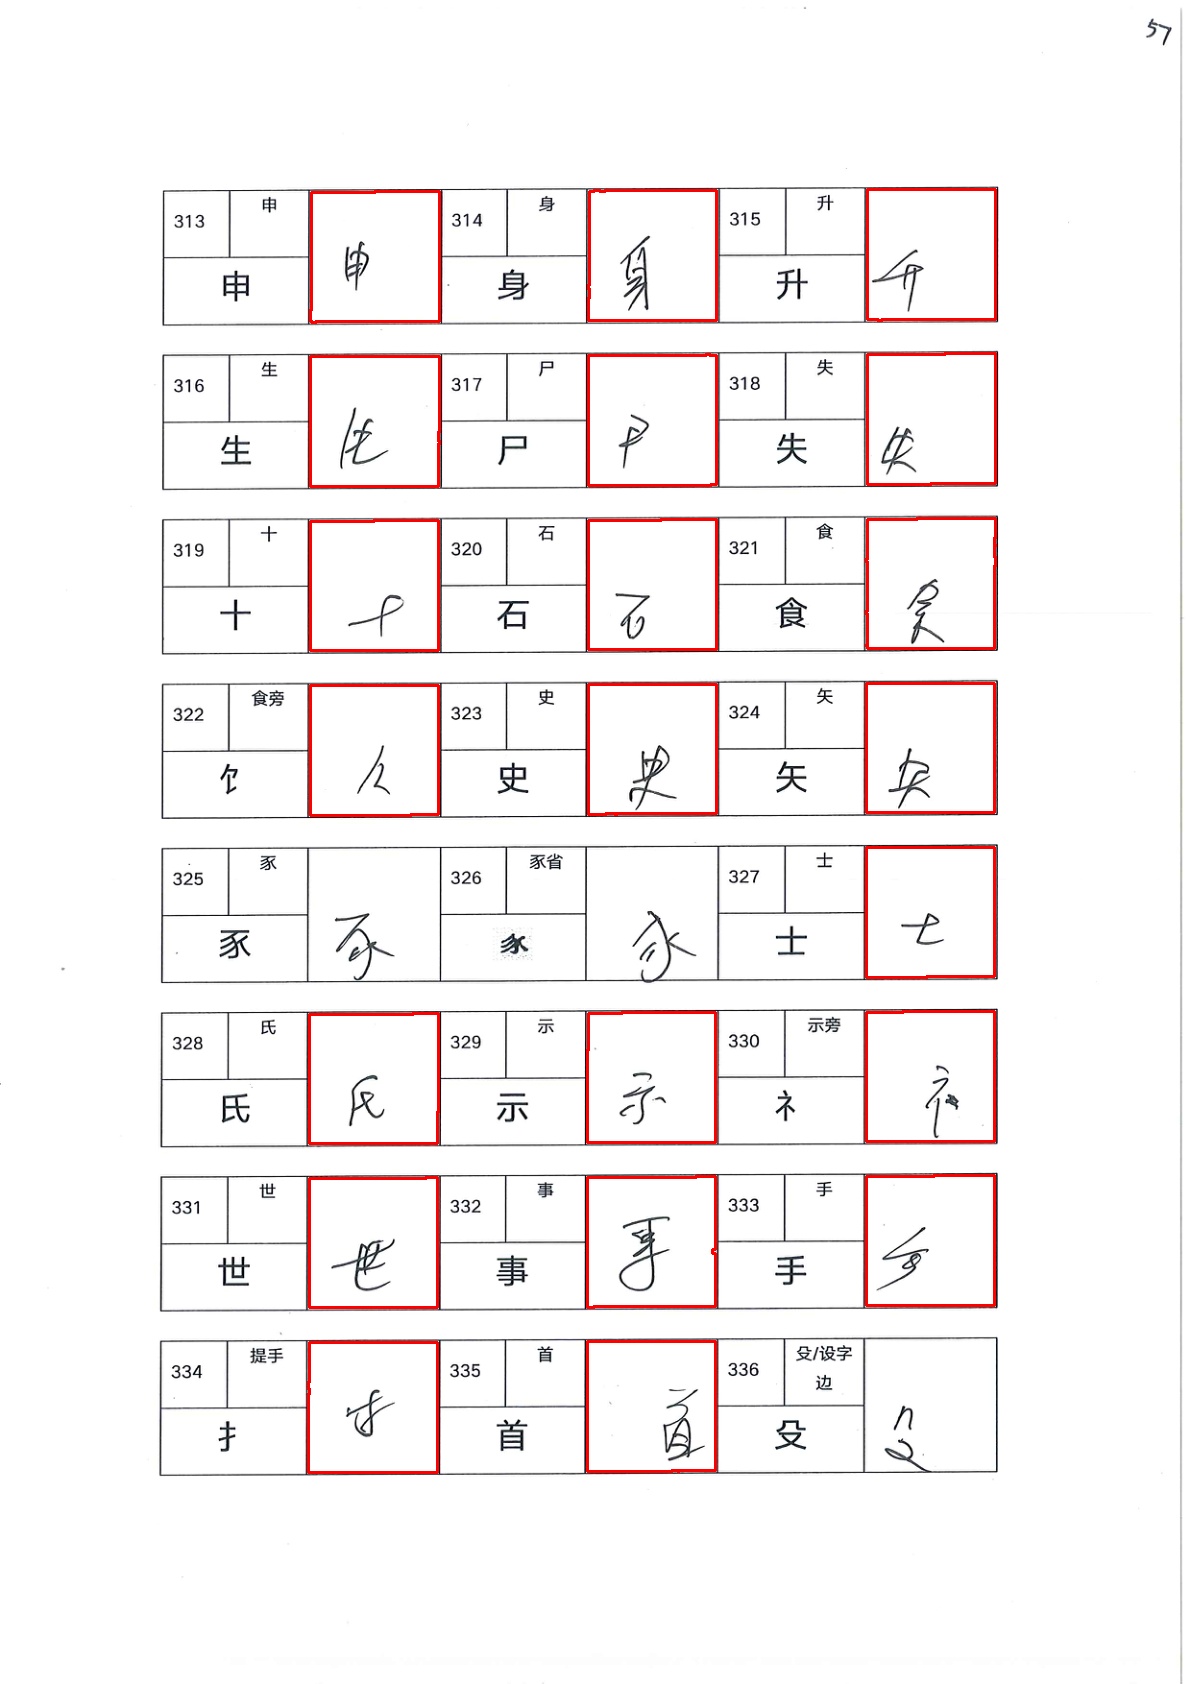 57
313 申 314 身 315 升
申 申 身 身 升 升
316 生 317 尸 318 失
生 生 尸 尸 失 失
319 十 320 石 321 食
十 十 石 石 食 食
322 食旁 323 史 324 矢
饣 饣 史 史 矢 矢
325 豕 326 豕省 327 士
豕 豕 𧰨 𧰨 士 士
328 氏 329 示 330 示旁
氏 氏 示 示 礻 礻
331 世 332 事 333 手
世 世 事 事 手 手
334 提手 335 首 336 殳/设字
边
扌 扌 首 首 殳 殳